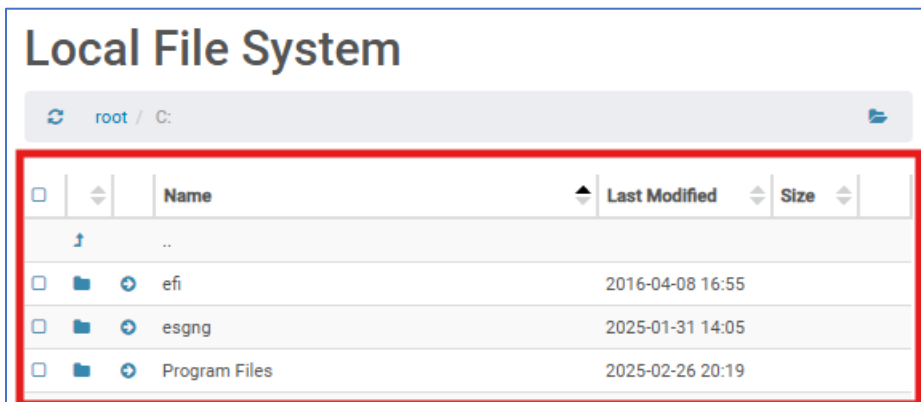 Local File System
root / C:
Name Last Modified Size
..
efi 2016-04-08 16:55
esgng 2025-01-31 14:05
Program Files 2025-02-26 20:19